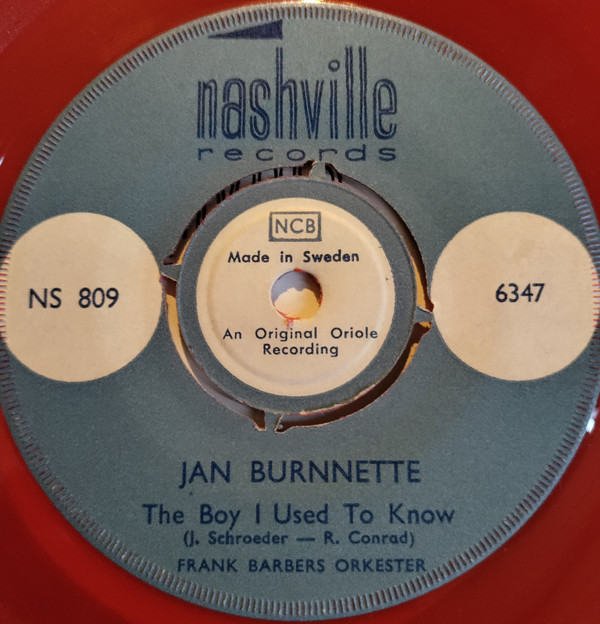 nashville
records
NCB
Made in Sweden
NS 809
6347
An Original Oriole
Recording
JAN BURNNETTE
The Boy I Used To Know
(J. Schroeder — R. Conrad)
FRANK BARBERS ORKESTER